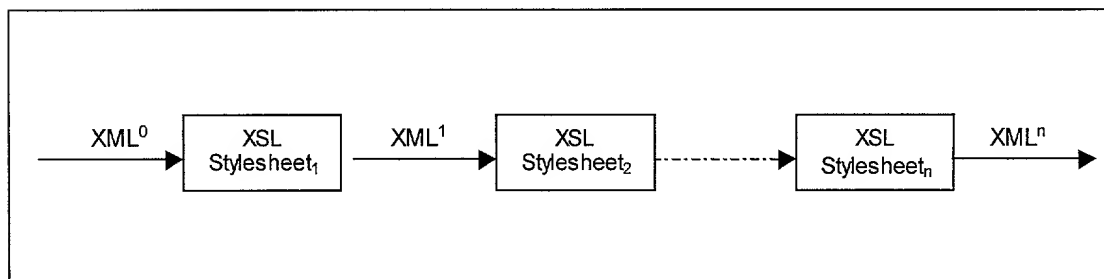 XML⁰
XSL
Stylesheet₁
XML¹
XSL
Stylesheet₂
XSL
Stylesheetₙ
XMLⁿ